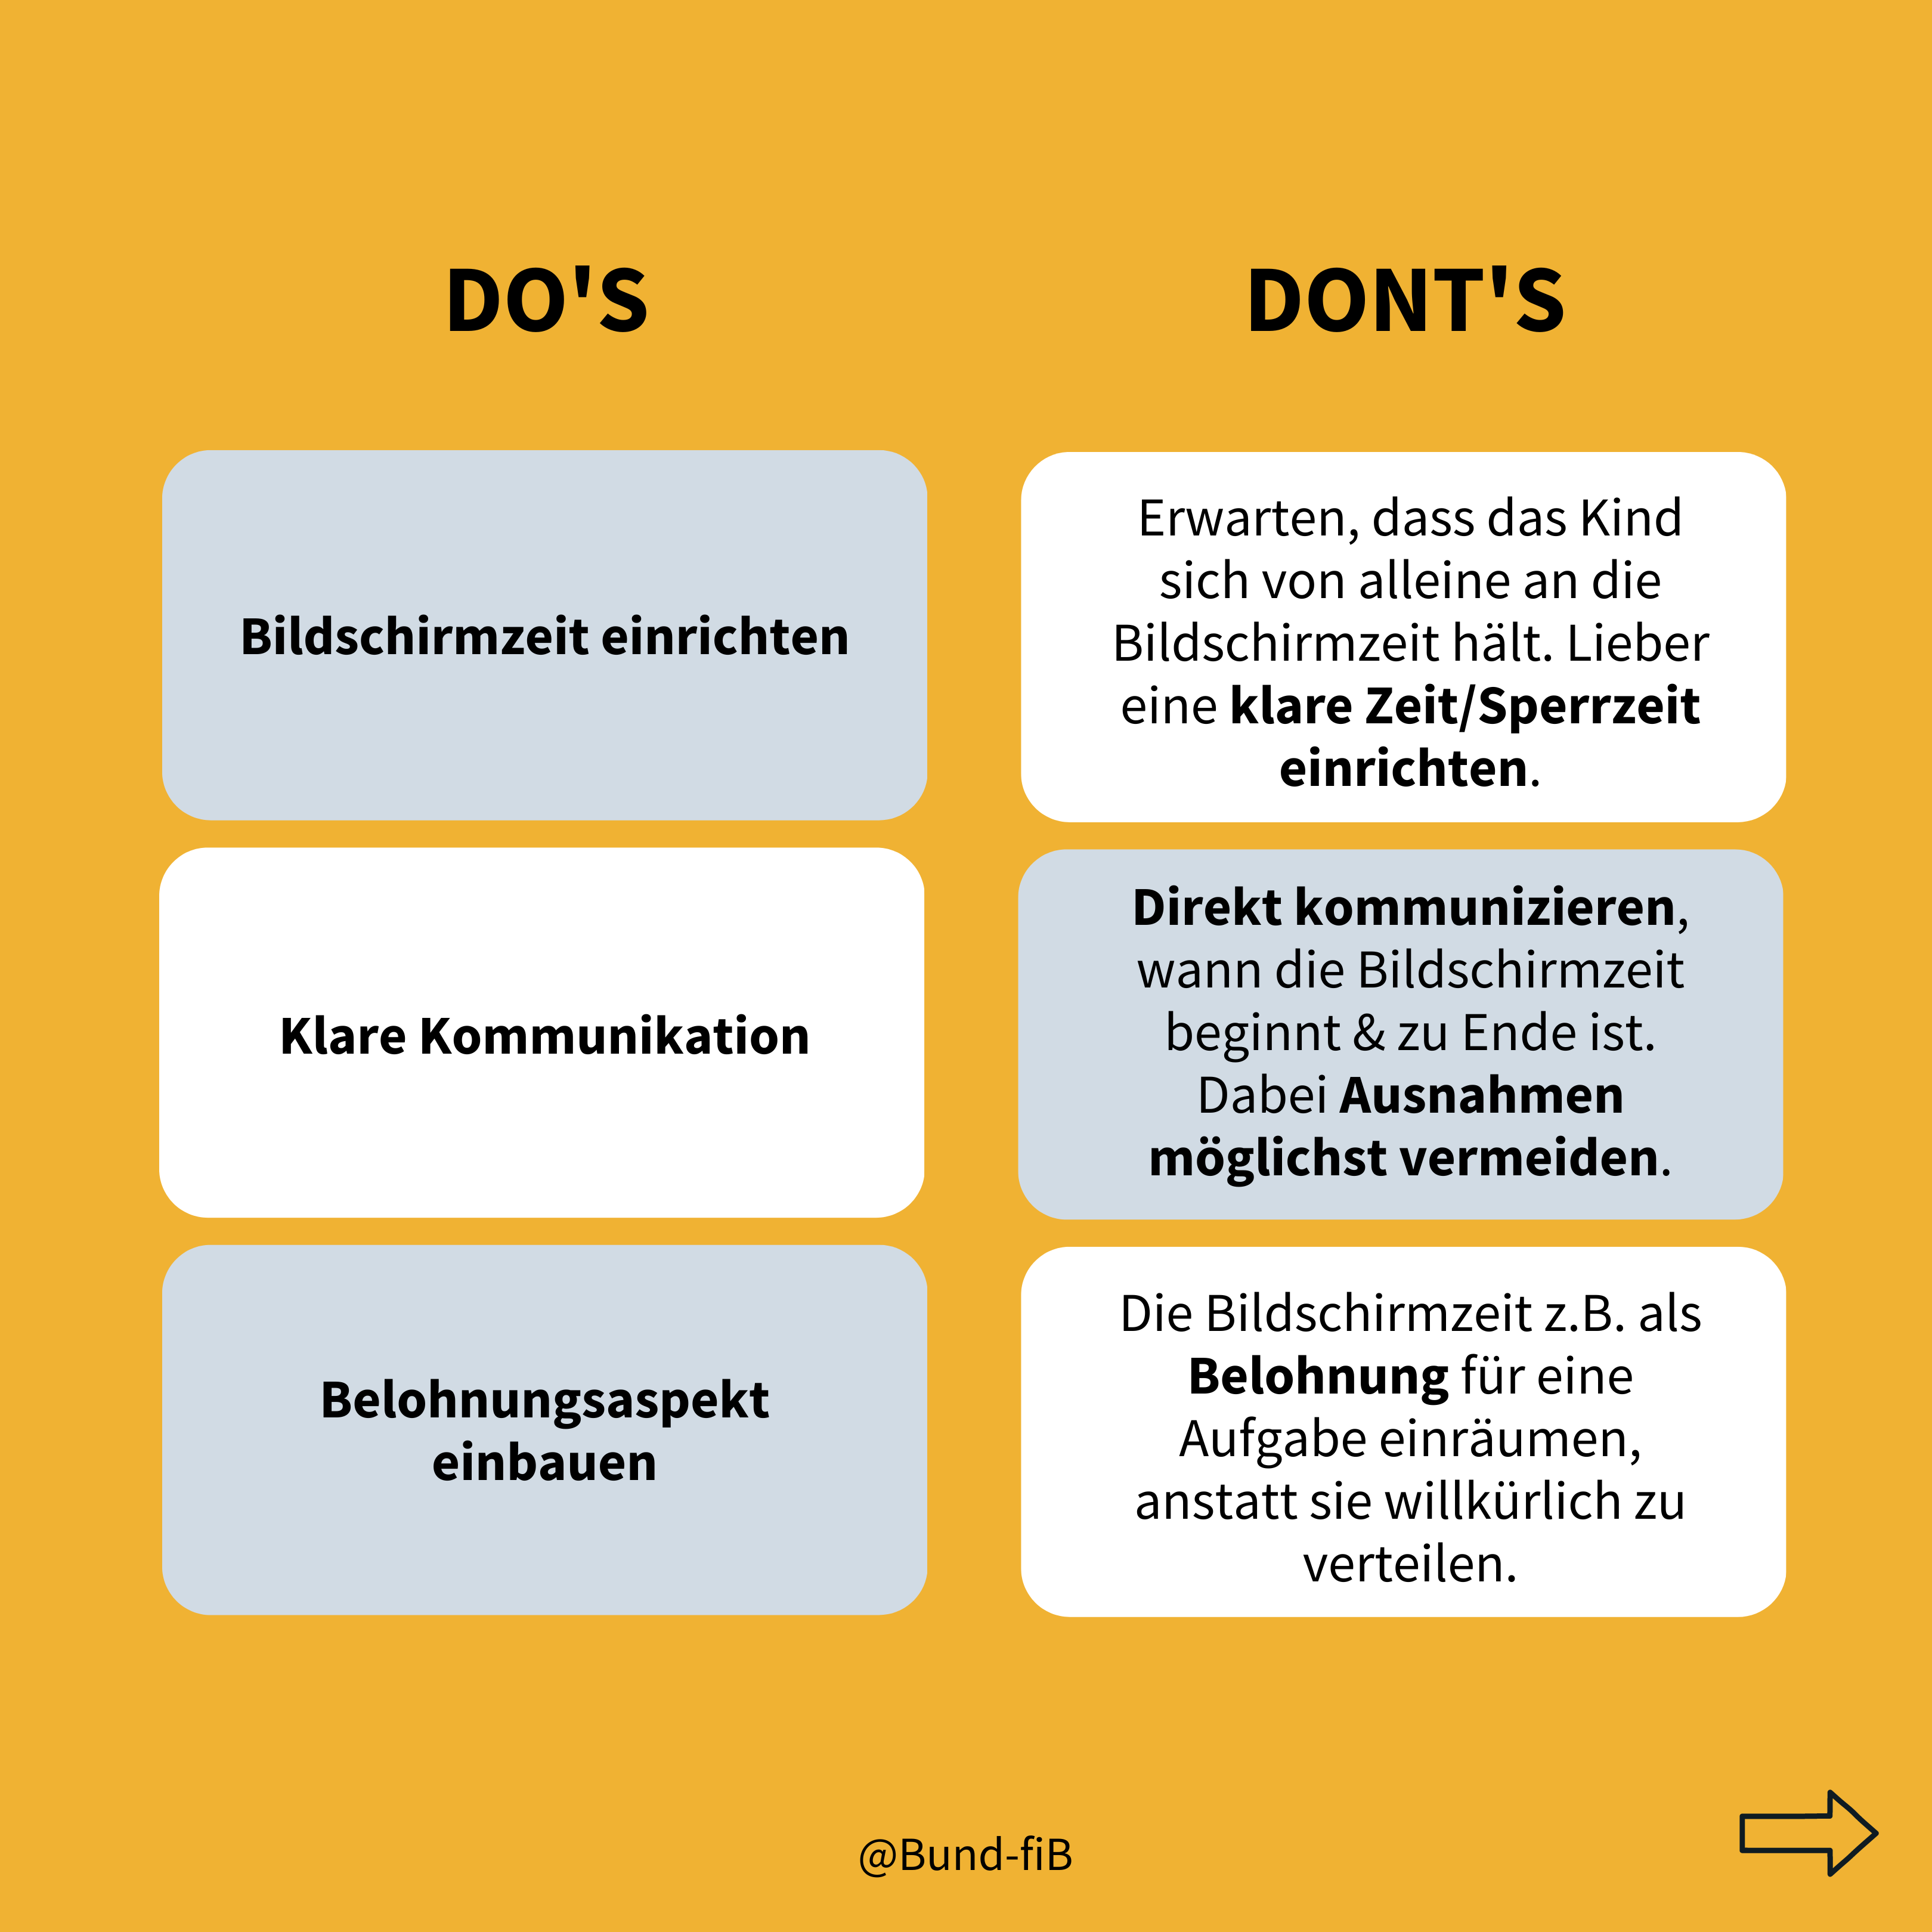 DO'S
DONT'S
Bildschirmzeit einrichten
Erwarten, dass das Kind
sich von alleine an die
Bildschirmzeit hält. Lieber
eine klare Zeit/Sperrzeit
einrichten.
Klare Kommunikation
Direkt kommunizieren,
wann die Bildschirmzeit
beginnt & zu Ende ist.
Dabei Ausnahmen
möglichst vermeiden.
Belohnungsaspekt
einbauen
Die Bildschirmzeit z.B. als
Belohnung für eine
Aufgabe einräumen,
anstatt sie willkürlich zu
verteilen.
@Bund-fiB